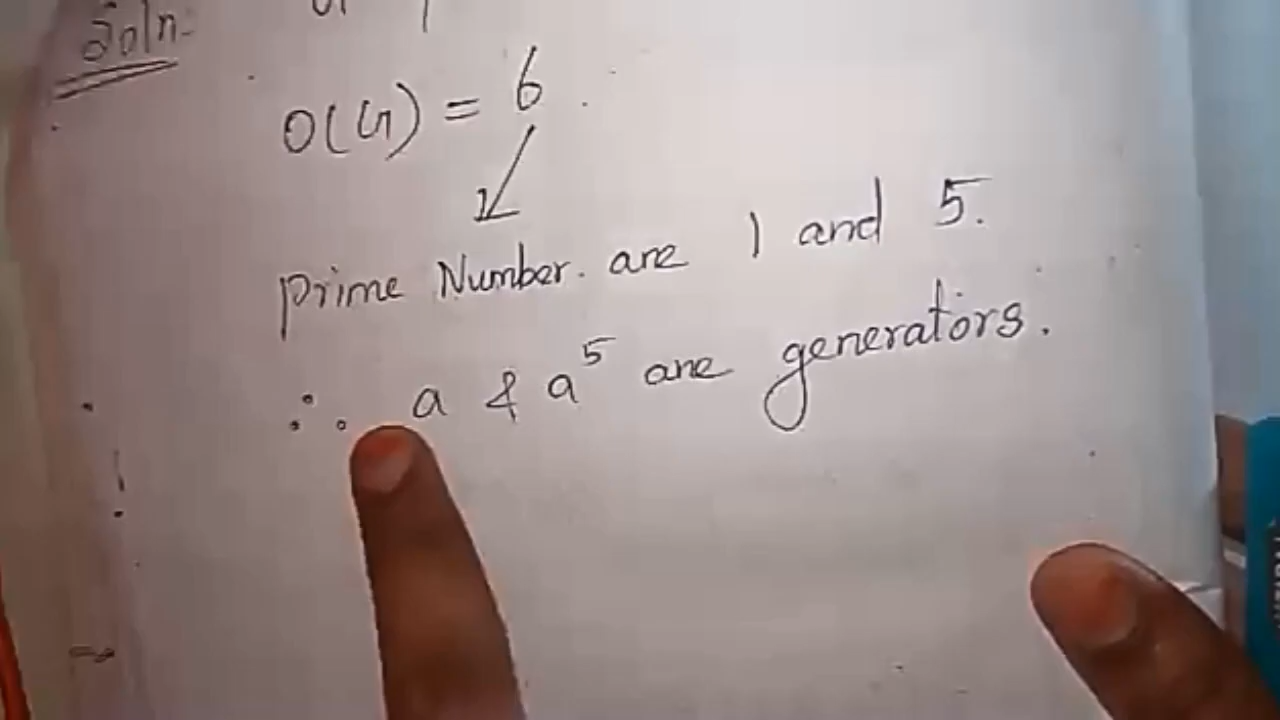 Soln.
O(G) = 6.
Prime Number. are 1 and 5.
∴ a & a⁵ are generators.